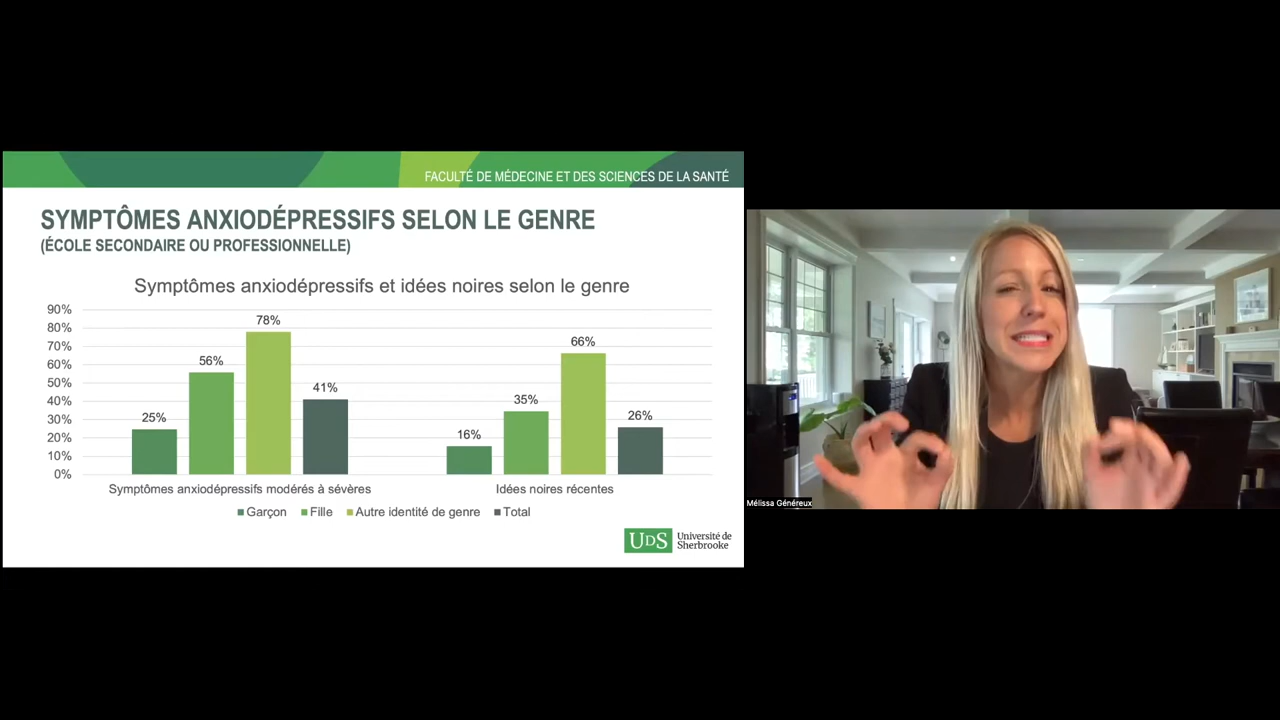 FACULTÉ DE MÉDECINE ET DES SCIENCES DE LA SANTÉ
SYMPTÔMES ANXIODÉPRESSIFS SELON LE GENRE
(ÉCOLE SECONDAIRE OU PROFESSIONNELLE)
Symptômes anxiodépressifs et idées noires selon le genre
90%
80%
70%
60%
50%
40%
30%
20%
10%
0%
25%
56%
78%
41%
16%
35%
66%
26%
Symptômes anxiodépressifs modérés à sévères
Idées noires récentes
Garçon Fille Autre identité de genre Total
UDS Université de
Sherbrooke
Mélissa Généreux